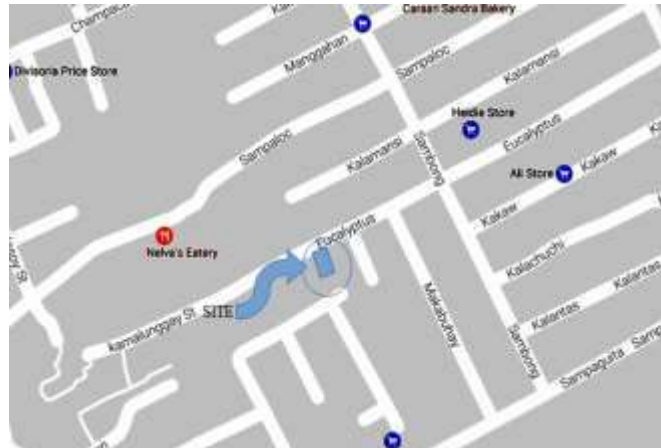 Champaca
Caraan Sandra Bakery
Manggahan
Divisoria Price Store
Sampaloc
Kalamansi
Heidie Store
Eucalyptus
Sampaloc
Kalamansi
Sambong
Ali Store
Kakaw
Kakaw
Nelva's Eatery
Eucalyptus
Kalachuchi
Makabuhay
Kalantas
kamalunggay St.
SITE
Kalantas
Sambong
Sampaguita